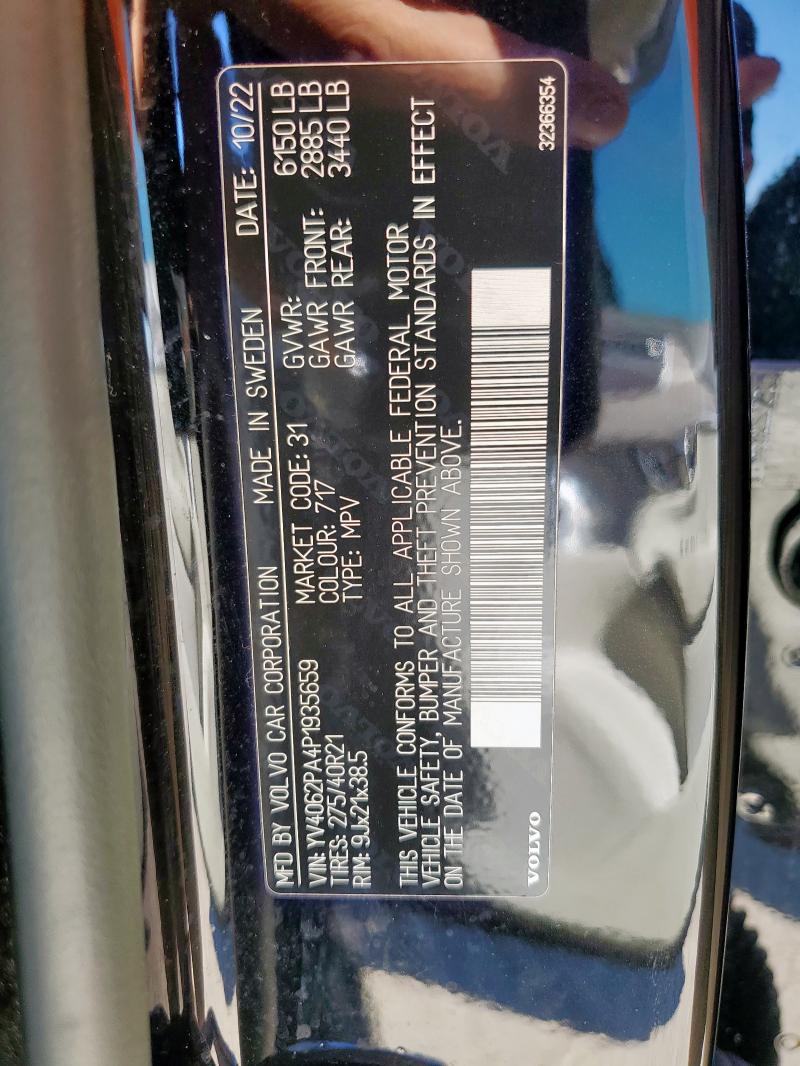 MFD BY VOLVO CAR CORPORATION MADE IN SWEDEN DATE: 10/22
VIN: YV4062PA4P1935659 MARKET CODE: 31 GVWR: 6150 LB
TIRES: 275/40R21 COLOUR: 717 GAWR FRONT: 2885 LB
RIM: 9Jx21x38.5 TYPE: MPV GAWR REAR: 3440 LB
THIS VEHICLE CONFORMS TO ALL APPLICABLE FEDERAL MOTOR
VEHICLE SAFETY, BUMPER AND THEFT PREVENTION STANDARDS IN EFFECT
ON THE DATE OF MANUFACTURE SHOWN ABOVE.
VOLVO 32366354